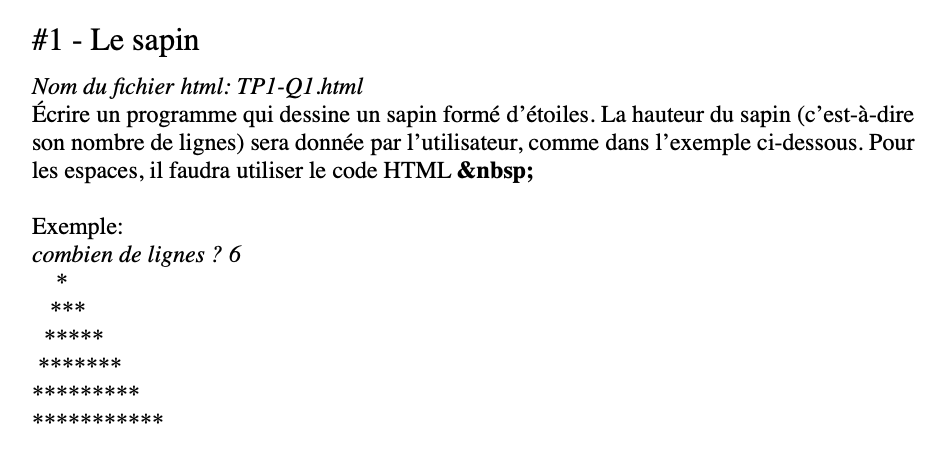 #1 - Le sapin
Nom du fichier html: TP1-Q1.html
Écrire un programme qui dessine un sapin formé d’étoiles. La hauteur du sapin (c’est-à-dire
son nombre de lignes) sera donnée par l’utilisateur, comme dans l’exemple ci-dessous. Pour
les espaces, il faudra utiliser le code HTML &nbsp;
Exemple:
combien de lignes ? 6
    *
   ***
  *****
 *******
*********
***********